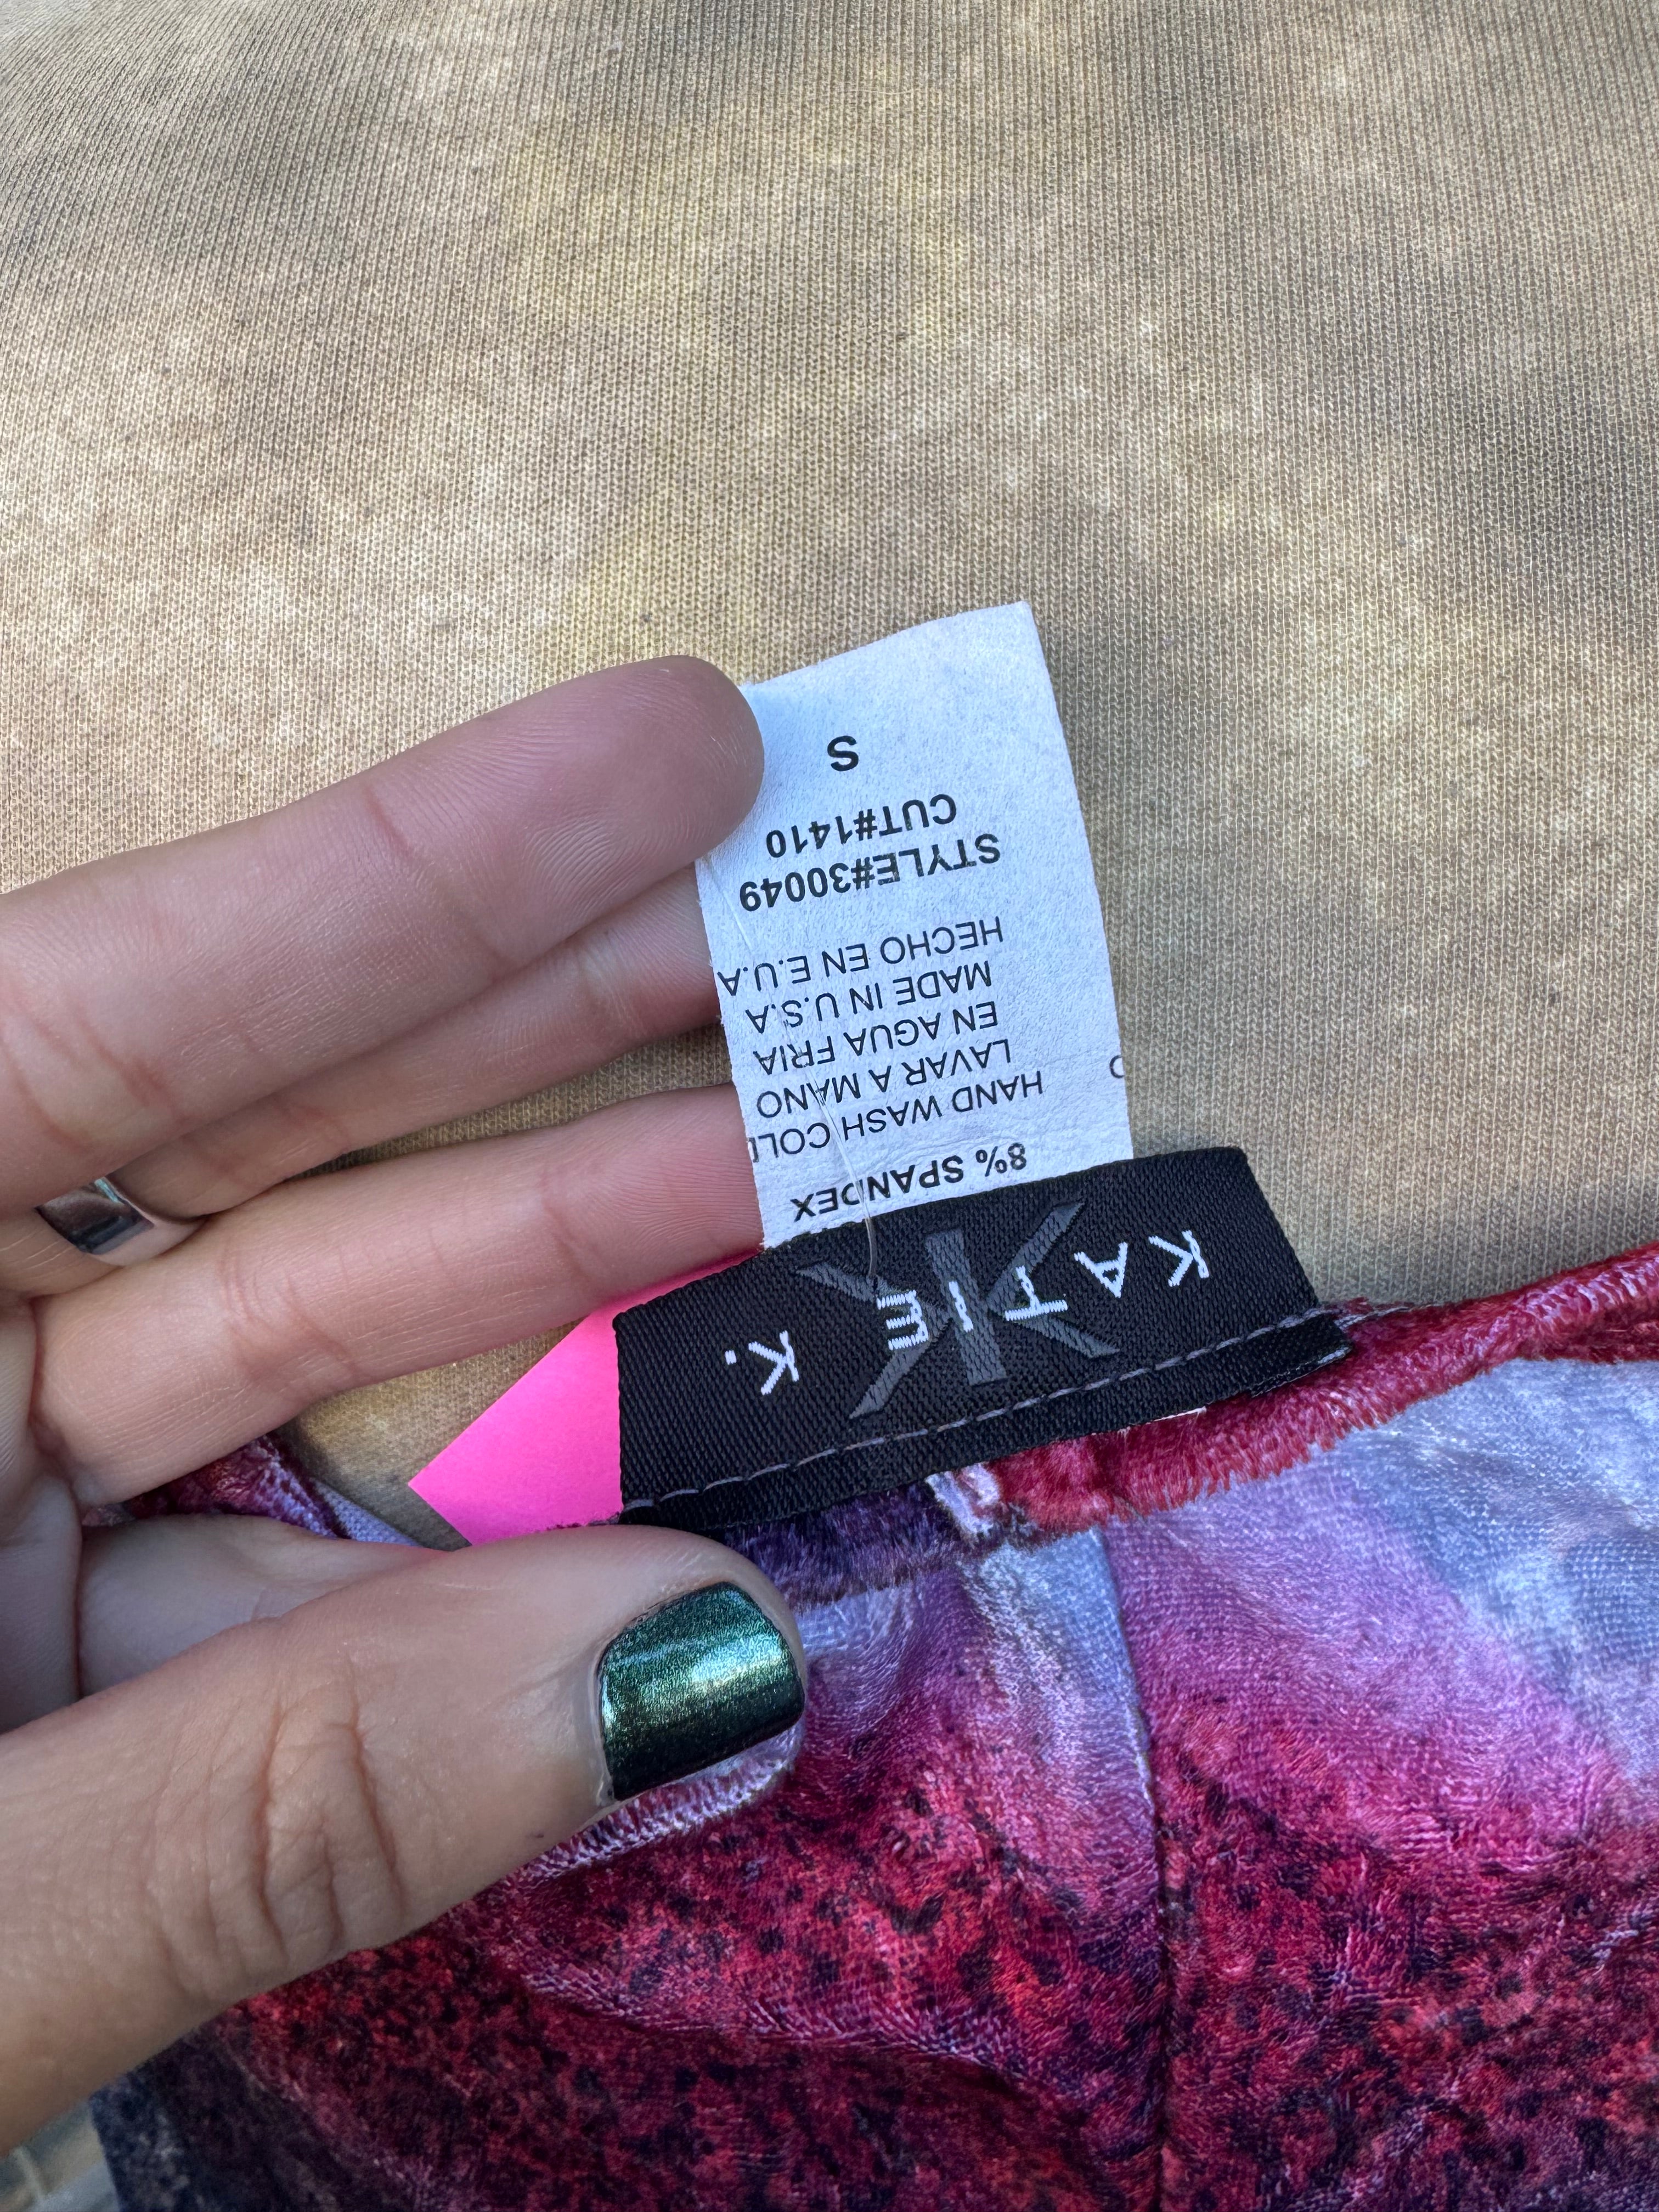 KATIE K.
8% SPANDEX
HAND WASH COLD
LAVAR A MANO
EN AGUA FRIA
MADE IN U.S.A
HECHO EN E.U.A
STYLE#30049
CUT#1410
S